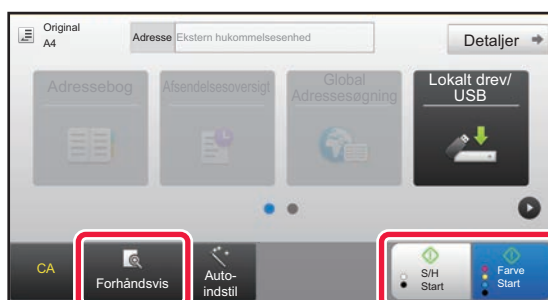 Original
A4
Adresse Ekstern hukommelsesenhed
Detaljer
Adressebog
Afsendelsesoversigt
Global
Adressesøgning
Lokalt drev/
USB
CA
Forhåndsvis
Auto-
indstil
S/H
Start
Farve
Start